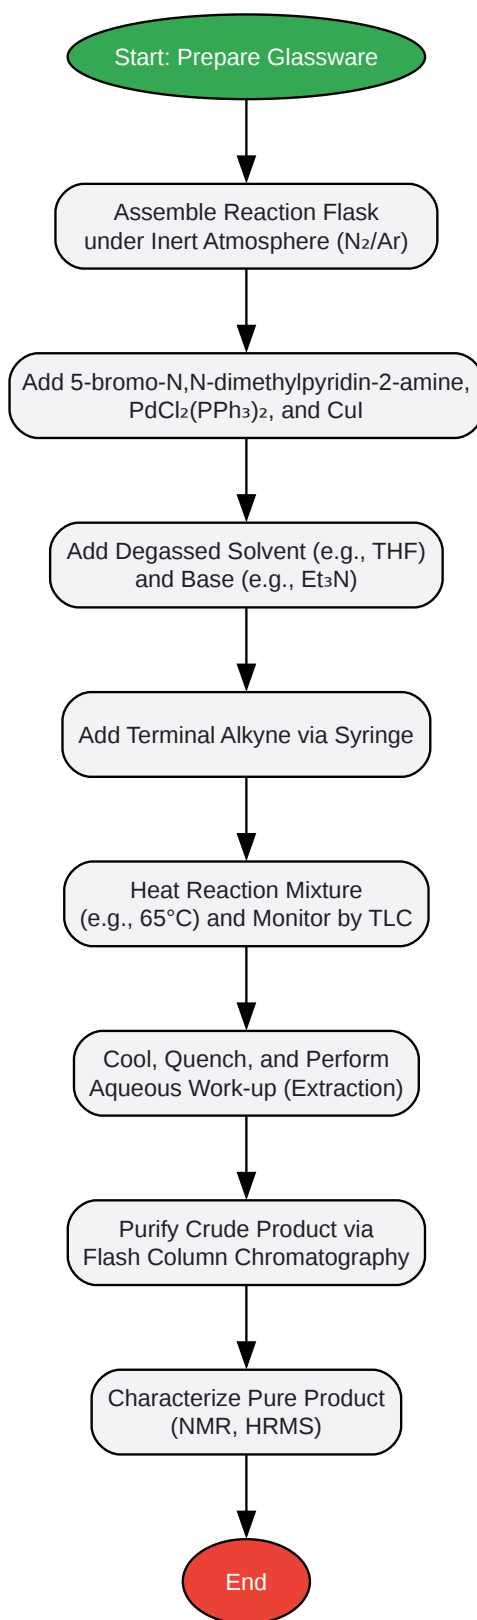 Start: Prepare Glassware
Assemble Reaction Flask
under Inert Atmosphere (N₂/Ar)
Add 5-bromo-N,N-dimethylpyridin-2-amine,
PdCl₂(PPh₃)₂, and CuI
Add Degassed Solvent (e.g., THF)
and Base (e.g., Et₃N)
Add Terminal Alkyne via Syringe
Heat Reaction Mixture
(e.g., 65°C) and Monitor by TLC
Cool, Quench, and Perform
Aqueous Work-up (Extraction)
Purify Crude Product via
Flash Column Chromatography
Characterize Pure Product
(NMR, HRMS)
End